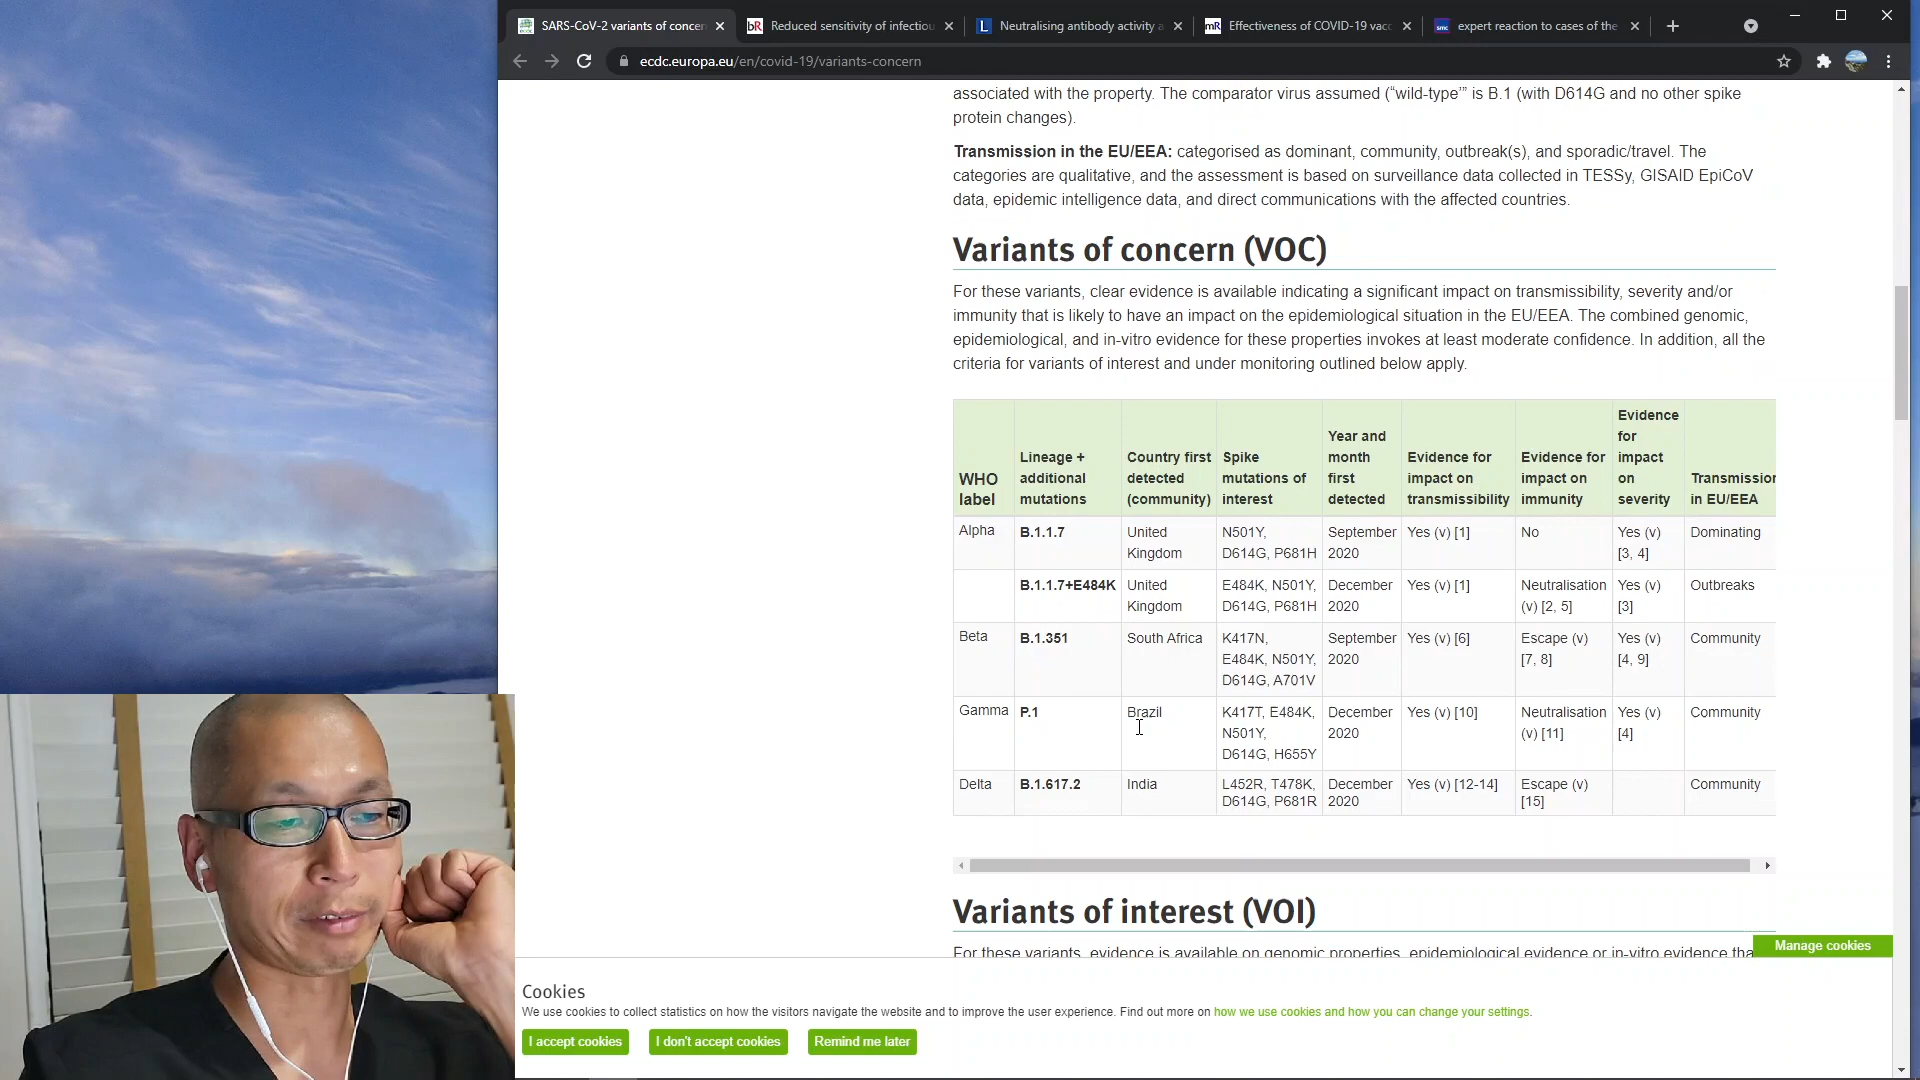 SARS-CoV-2 variants of concer
Reduced sensitivity of infectiou
Neutralising antibody activity a
Effectiveness of COVID-19 vacc
expert reaction to cases of the
ecdc.europa.eu/en/covid-19/variants-concern
associated with the property. The comparator virus assumed (“wild-type’” is B.1 (with D614G and no other spike
protein changes).
Transmission in the EU/EEA: categorised as dominant, community, outbreak(s), and sporadic/travel. The
categories are qualitative, and the assessment is based on surveillance data collected in TESSy, GISAID EpiCoV
data, epidemic intelligence data, and direct communications with the affected countries.
Variants of concern (VOC)
For these variants, clear evidence is available indicating a significant impact on transmissibility, severity and/or
immunity that is likely to have an impact on the epidemiological situation in the EU/EEA. The combined genomic,
epidemiological, and in-vitro evidence for these properties invokes at least moderate confidence. In addition, all the
criteria for variants of interest and under monitoring outlined below apply.
WHO
label
Lineage +
additional
mutations
Country first
detected
(community)
Spike
mutations of
interest
Year and
month
first
detected
Evidence for
impact on
transmissibility
Evidence for
impact on
immunity
Evidence
for
impact
on
severity
Transmission
in EU/EEA
Alpha
B.1.1.7
United
Kingdom
N501Y,
D614G, P681H
September
2020
Yes (v) [1]
No
Yes (v)
[3, 4]
Dominating
B.1.1.7+E484K
United
Kingdom
E484K, N501Y,
D614G, P681H
December
2020
Yes (v) [1]
Neutralisation
(v) [2, 5]
Yes (v)
[3]
Outbreaks
Beta
B.1.351
South Africa
K417N,
E484K, N501Y,
D614G, A701V
September
2020
Yes (v) [6]
Escape (v)
[7, 8]
Yes (v)
[4, 9]
Community
Gamma
P.1
Brazil
K417T, E484K,
N501Y,
D614G, H655Y
December
2020
Yes (v) [10]
Neutralisation
(v) [11]
Yes (v)
[4]
Community
Delta
B.1.617.2
India
L452R, T478K,
D614G, P681R
December
2020
Yes (v) [12-14]
Escape (v)
[15]
Community
Variants of interest (VOI)
For these variants, evidence is available on genomic properties, epidemiological evidence or in-vitro evidence tha
Manage cookies
Cookies
We use cookies to collect statistics on how the visitors navigate the website and to improve the user experience. Find out more on how we use cookies and how you can change your settings.
I accept cookies
I don't accept cookies
Remind me later